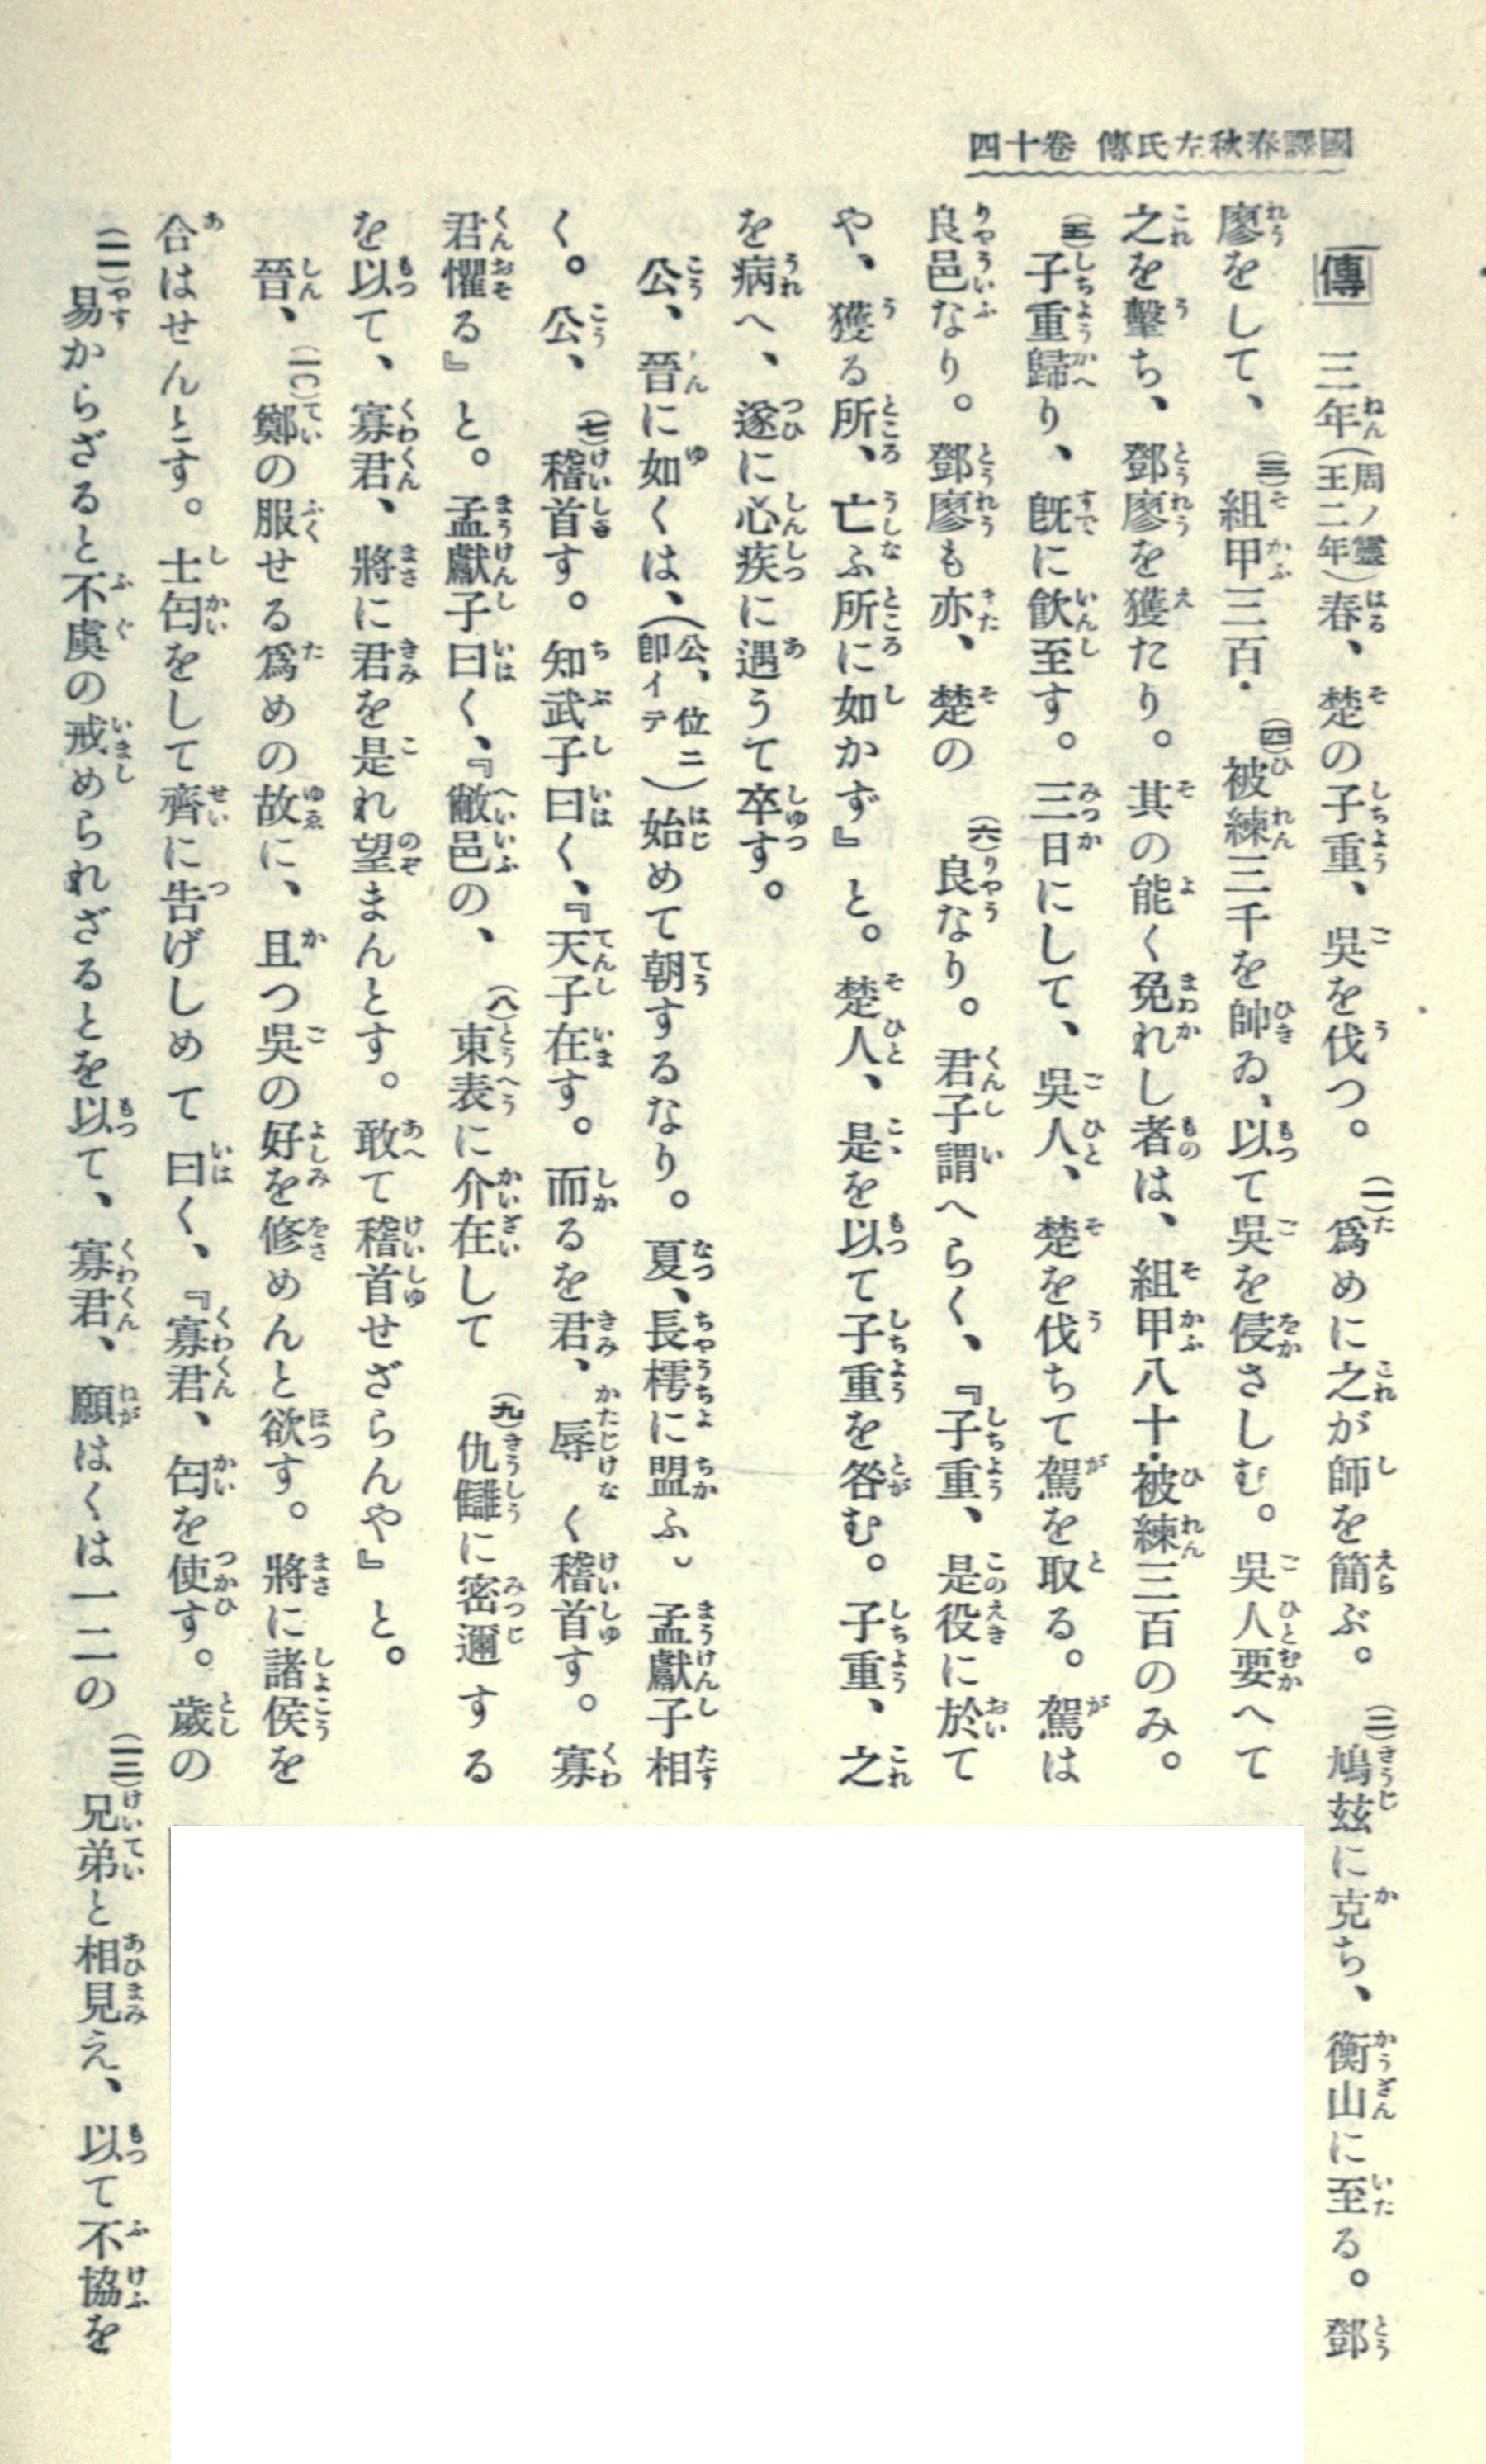 國譯春秋左氏傳 卷十四
傳 三年(周ノ靈王二年)春、楚の子重、吳を伐つ。(一)爲めに之が師を簡ぶ。(二)鳩玆に克ち、衡山に至る。鄧
廖をして、(三)組甲三百・(四)被練三千を帥ゐ、以て吳を侵さしむ。吳人要へて
之を擊ち、鄧廖を獲たり。其の能く免れし者は、組甲八十・被練三百のみ。
(五)子重歸り、旣に飮至す。三日にして、吳人、楚を伐ちて駕を取る。駕は
良邑なり。鄧廖も亦、楚の(六)良なり。君子謂へらく、『子重、是役に於て
や、獲る所、亡ふ所に如かず』と。楚人、是を以て子重を咎む。子重、之
を病へ、遂に心疾に遇うて卒す。
公、晉に如くは、(公、位ニ卽イテ)始めて朝するなり。夏、長樗に盟ふ。孟獻子相
く。公、(七)稽首す。知武子曰く、『天子在す。而るを君、辱く稽首す。寡
君懼る』と。孟獻子曰く、『敝邑の、(八)東表に介在して(九)仇讎に密邇する
を以て、寡君、將に君を是れ望まんとす。敢て稽首せざらんや』と。
晉、(一〇)鄭の服せる爲めの故に、且つ吳の好を修めんと欲す。將に諸侯を
合はせんとす。士匄をして齊に吿げしめて曰く、『寡君、匄を使す。歲の
(一一)易からざると不虞の戒められざるとを以て、寡君、願はくは一二の(一二)兄弟と相見え、以て不協を